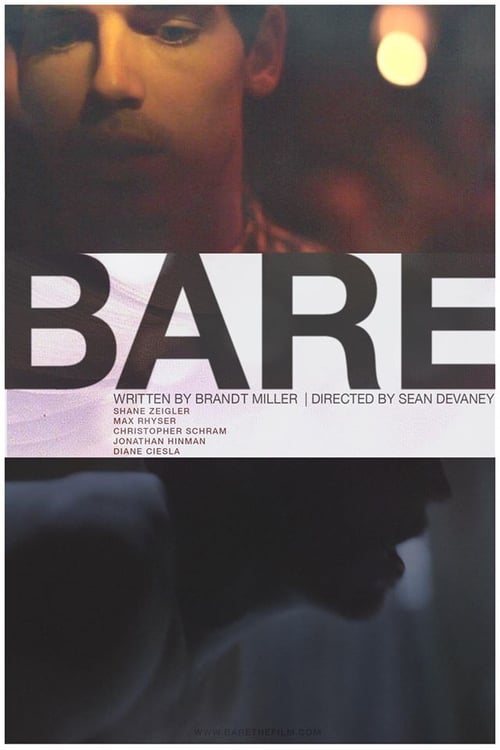 BARE
WRITTEN BY BRANDT MILLER | DIRECTED BY SEAN DEVANEY
SHANE ZEIGLER
MAX RHYSER
CHRISTOPHER SCHRAM
JONATHAN HINMAN
DIANE CIESLA
WWW.BARETHEFILM.COM